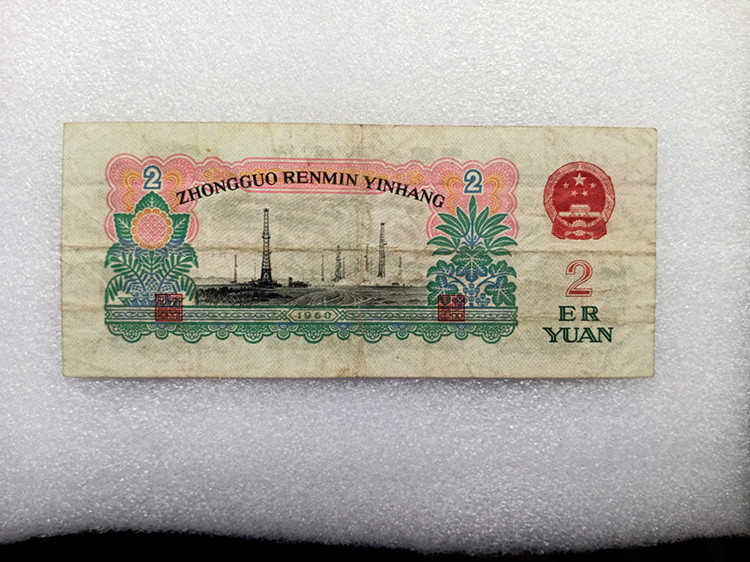 2
2
ZHONGGUO RENMIN YINHANG
1960
2
ER
YUAN